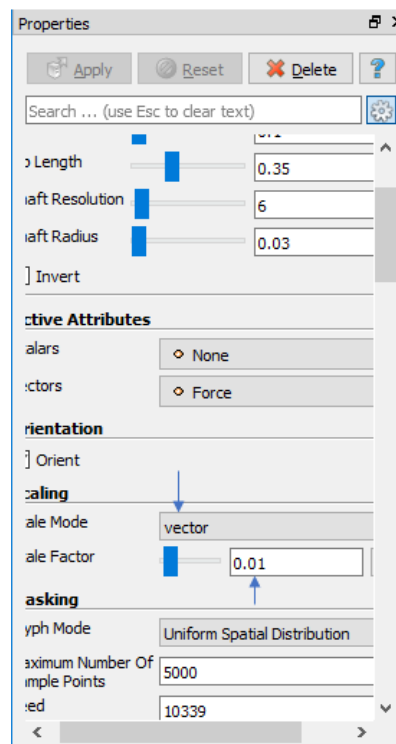 Properties
Apply Reset Delete ?
Search ... (use Esc to clear text)
Length 0.35
aft Resolution 6
aft Radius 0.03
Invert
ctive Attributes
alars None
ectors Force
rientation
Orient
caling
ale Mode vector
ale Factor 0.01
asking
yph Mode Uniform Spatial Distribution
aximum Number Of
mple Points 5000
eed 10339